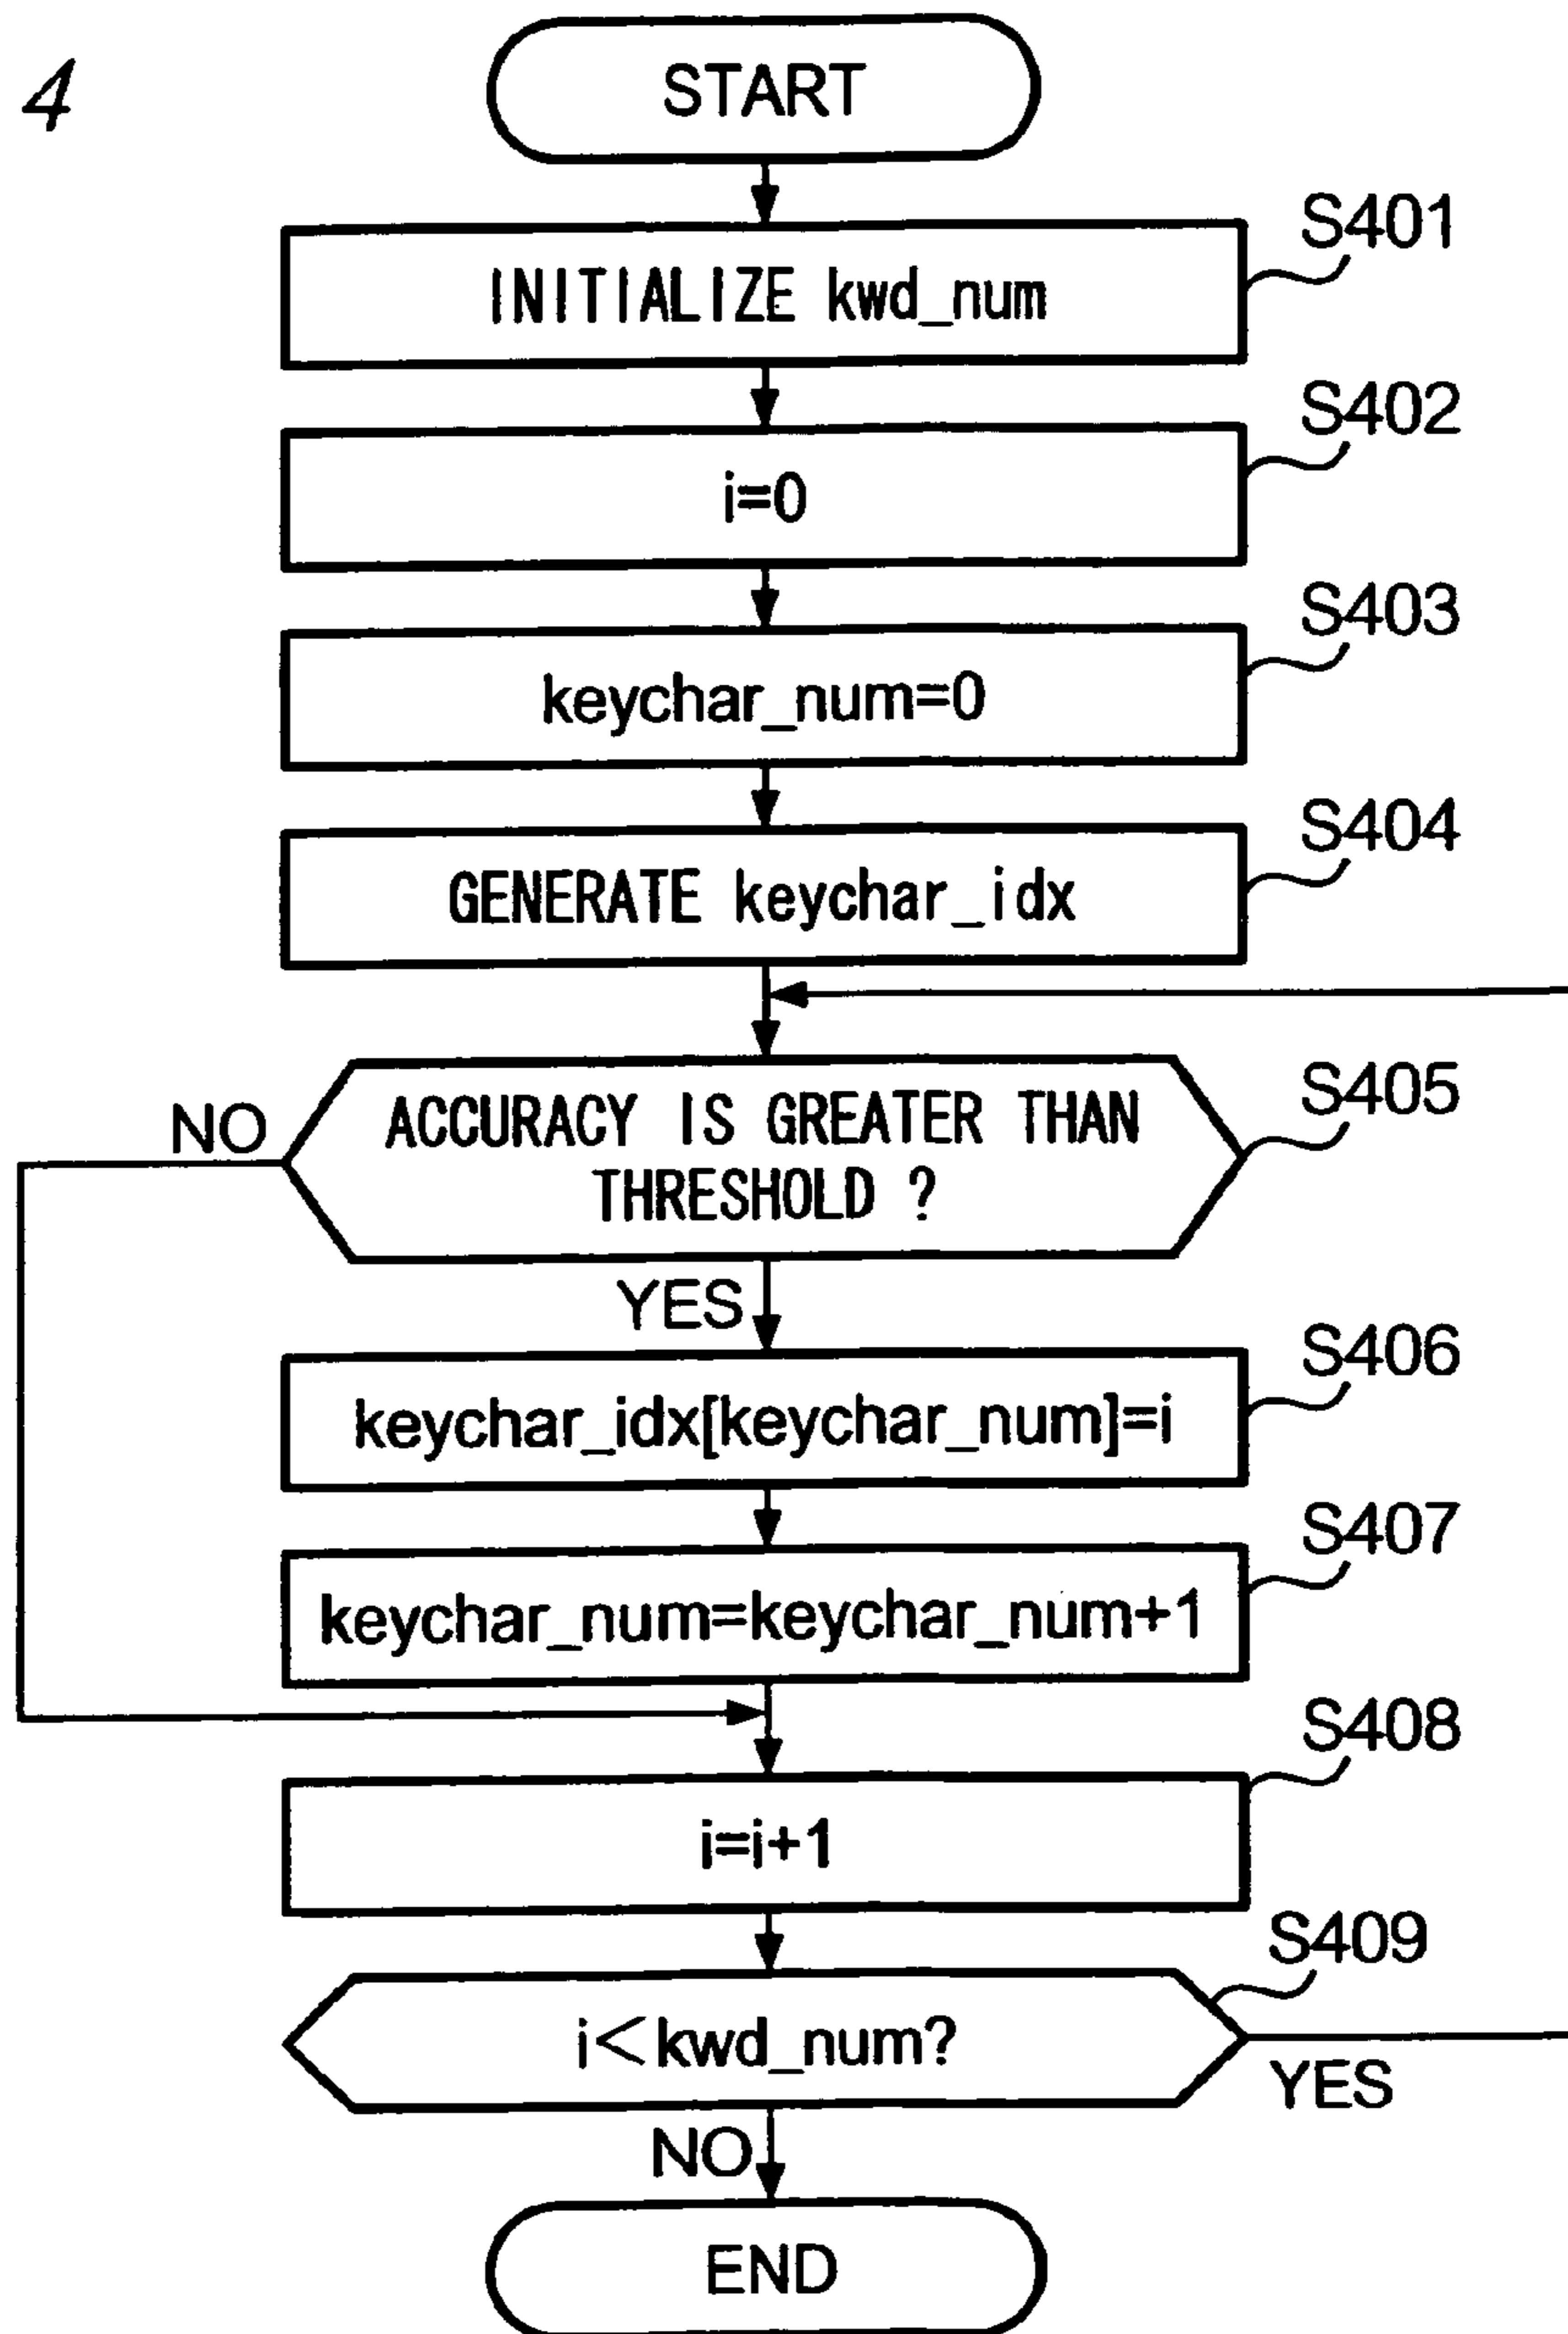 4
START
S401
INITIALIZE kwd_num
S402
i=0
S403
keychar_num=0
S404
GENERATE keychar_idx
S405
NO
ACCURACY IS GREATER THAN
THRESHOLD ?
YES
S406
keychar_idx[keychar_num]=i
S407
keychar_num=keychar_num+1
S408
i=i+1
S409
i<kwd_num?
YES
NO
END